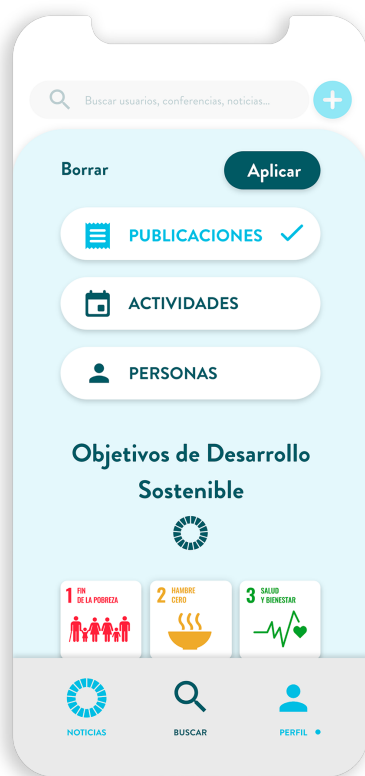 Buscar usuarios, conferencias, noticias...
Borrar
Aplicar
PUBLICACIONES
ACTIVIDADES
PERSONAS
Objetivos de Desarrollo
Sostenible
1 FIN
DE LA POBREZA
2 HAMBRE
CERO
3 SALUD
Y BIENESTAR
NOTICIAS
BUSCAR
PERFIL